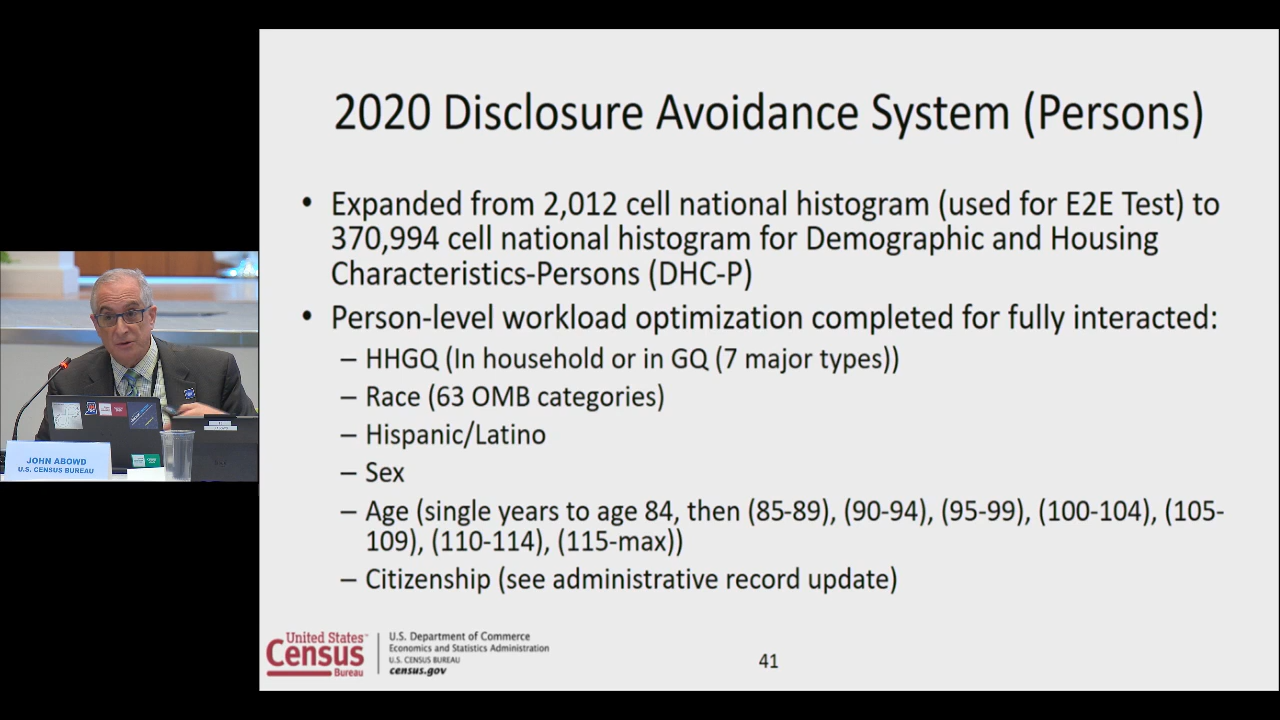 2020 Disclosure Avoidance System (Persons)
• Expanded from 2,012 cell national histogram (used for E2E Test) to
370,994 cell national histogram for Demographic and Housing
Characteristics-Persons (DHC-P)
• Person-level workload optimization completed for fully interacted:
– HHGQ (In household or in GQ (7 major types))
– Race (63 OMB categories)
– Hispanic/Latino
– Sex
– Age (single years to age 84, then (85-89), (90-94), (95-99), (100-104), (105-
109), (110-114), (115-max))
– Citizenship (see administrative record update)
United States™
Census
Bureau
U.S. Department of Commerce
Economics and Statistics Administration
U.S. CENSUS BUREAU
census.gov
41
JOHN ABOWD
U.S. CENSUS BUREAU